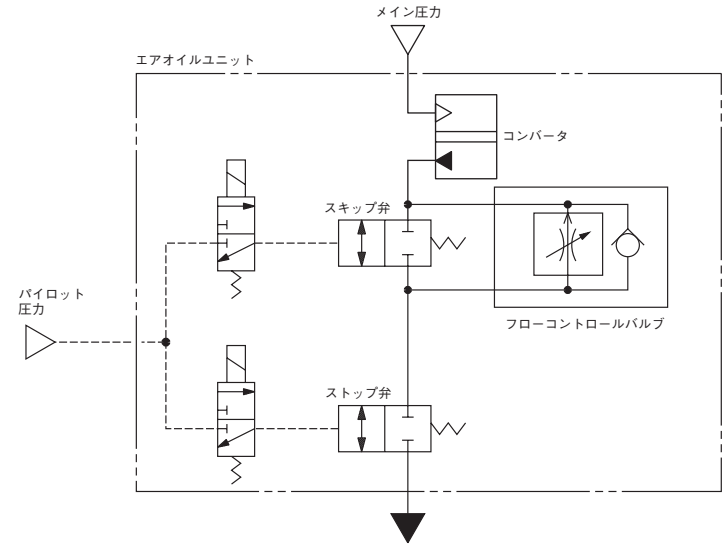 メイン圧力
エアオイルユニット
コンバータ
スキップ弁
パイロット
圧力
フローコントロールバルブ
ストップ弁